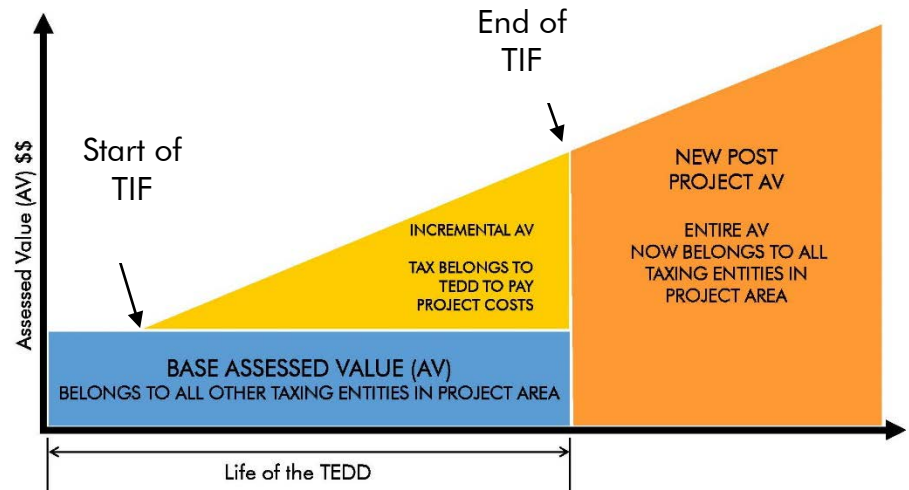 End of
TIF
Start of
TIF
Assessed Value (AV) $$
NEW POST
PROJECT AV
ENTIRE AV
NOW BELONGS TO ALL
TAXING ENTITIES IN
PROJECT AREA
INCREMENTAL AV
TAX BELONGS TO
TEDD TO PAY
PROJECT COSTS
BASE ASSESSED VALUE (AV)
BELONGS TO ALL OTHER TAXING ENTITIES IN PROJECT AREA
Life of the TEDD